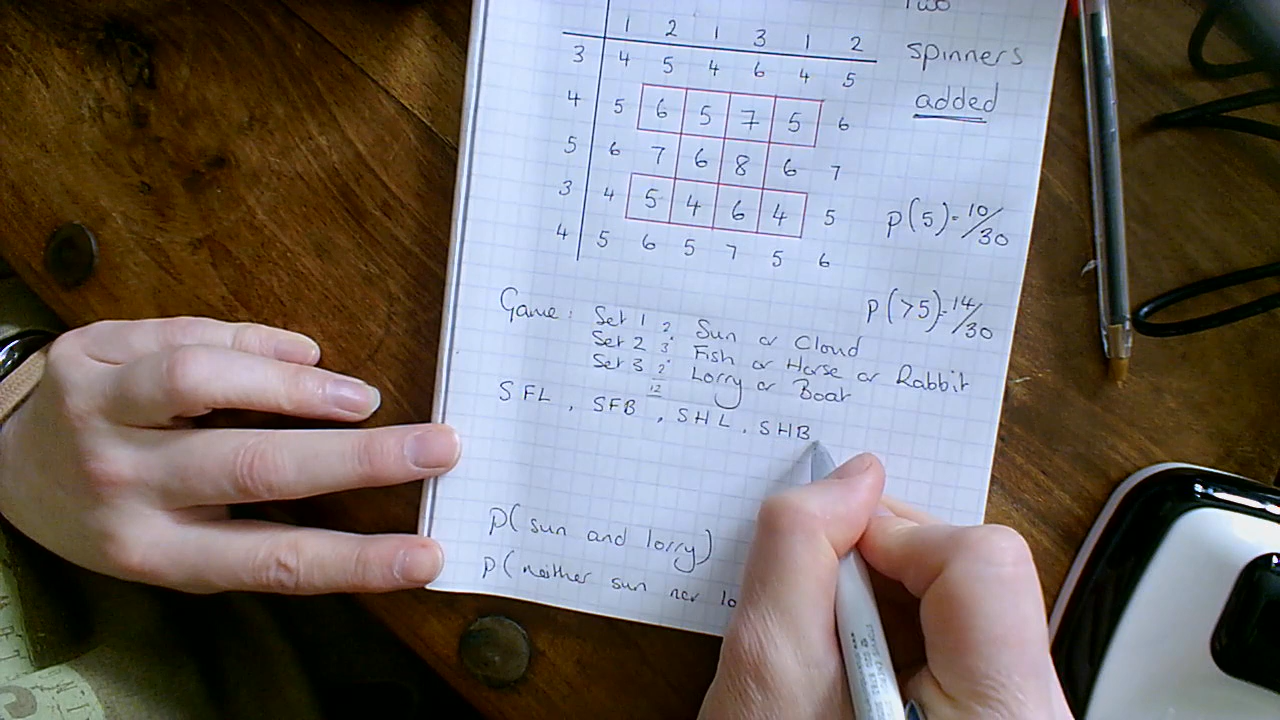 Two
spinners
added
1 2 1 3 1 2
3 4 5 4 6 4 5
4 5 6 5 7 5 6
5 6 7 6 8 6 7
3 4 5 4 6 4 5
4 5 6 5 7 5 6
p(5)=10/30
p(>5)=14/30
Game: Set 1 2: Sun or Cloud
Set 2 3: Fish or Horse or Rabbit
Set 3 2: Lorry or Boat
12
SFL, SFB, SHL, SHB
p(sun and lorry)
p(neither sun nor lo